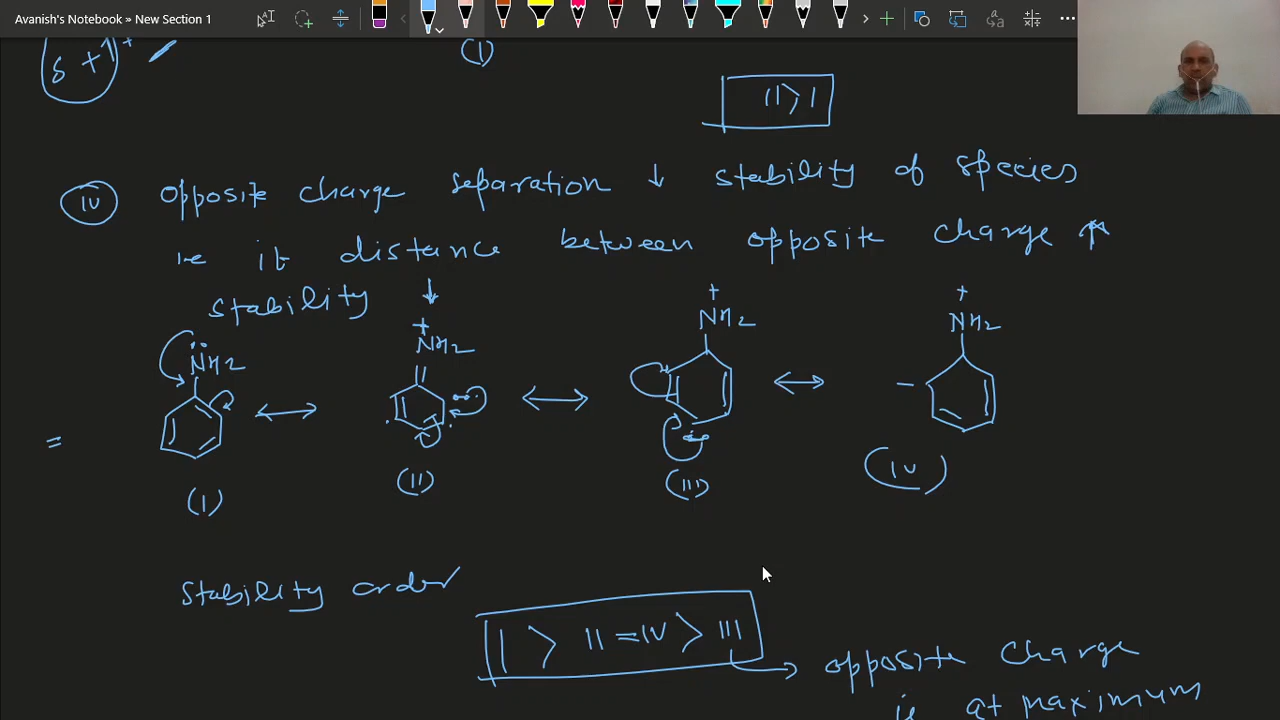 Avanish's Notebook » New Section 1
δ +
(I)
II > I
(iv) opposite charge separation ↓ stability of species
i.e if distance between opposite charge ↑
stability ↓
NH2 +NH2 +NH2 +NH2
= ↔ ↔ ↔ −
(I) (II) (III) (IV)
Stability order
I > II = IV > III
→ opposite charge
is at maximum